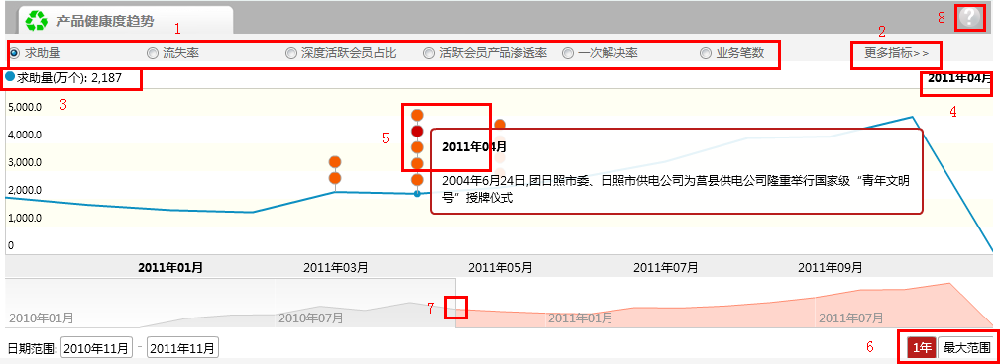 产品健康度趋势
1
8
?
求助量 流失率 深度活跃会员占比 活跃会员产品渗透率 一次解决率 业务笔数
2
更多指标>>
求助量(万个): 2,187
2011年04月
3
4
5,000.0
4,000.0
3,000.0
2,000.0
1,000.0
0
5
2011年04月
2004年6月24日,团日照市委、日照市供电公司为莒县供电公司隆重举行国家级“青年文明
号”授牌仪式
2011年01月 2011年03月 2011年05月 2011年07月 2011年09月
7
2010年01月 2010年07月 2011年01月 2011年07月
日期范围: 2010年11月 - 2011年11月
6
1年 最大范围